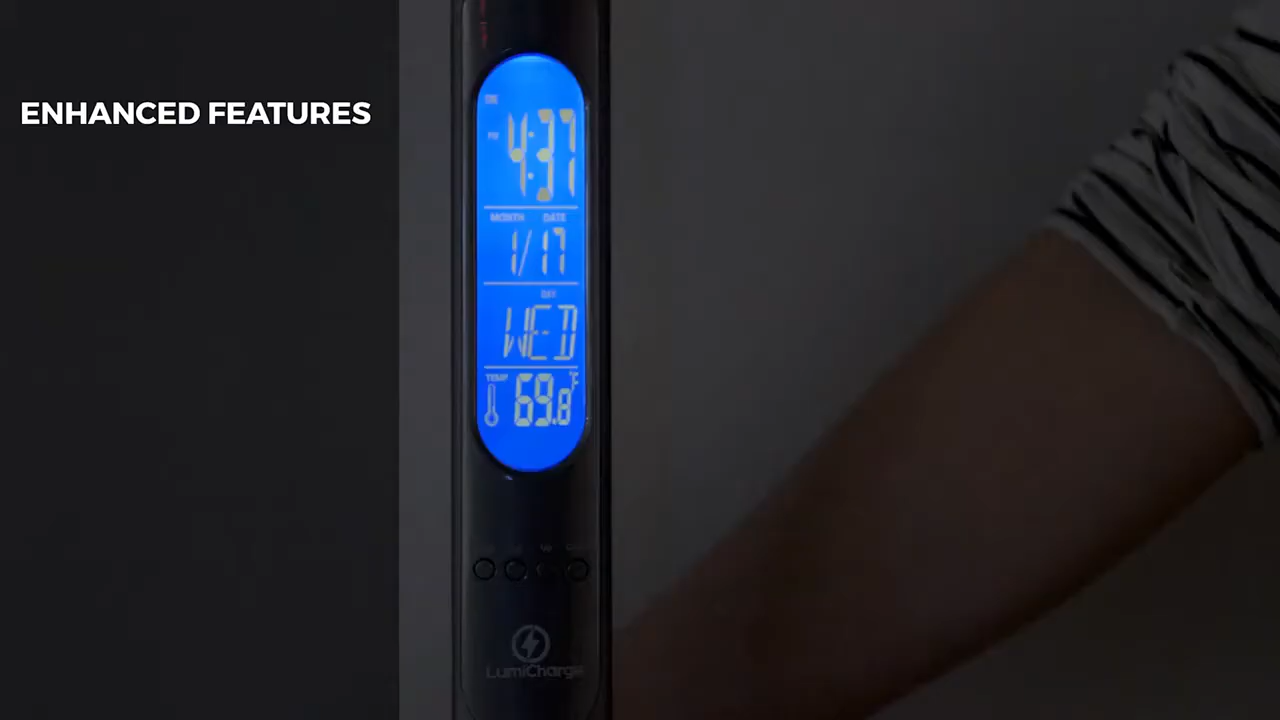 ENHANCED FEATURES
4:37
MONTH DATE
1/17
DAY
WED
TEMP
69.8°F
LumiCharge